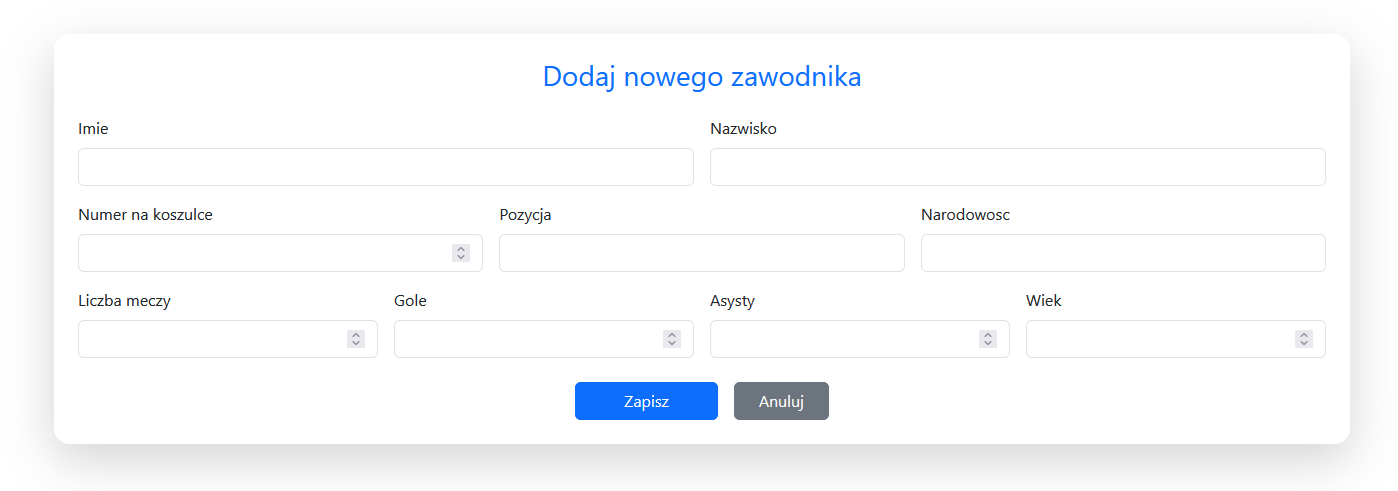 Dodaj nowego zawodnika
Imie Nazwisko
Numer na koszulce Pozycja Narodowosc
Liczba meczy Gole Asysty Wiek
Zapisz Anuluj